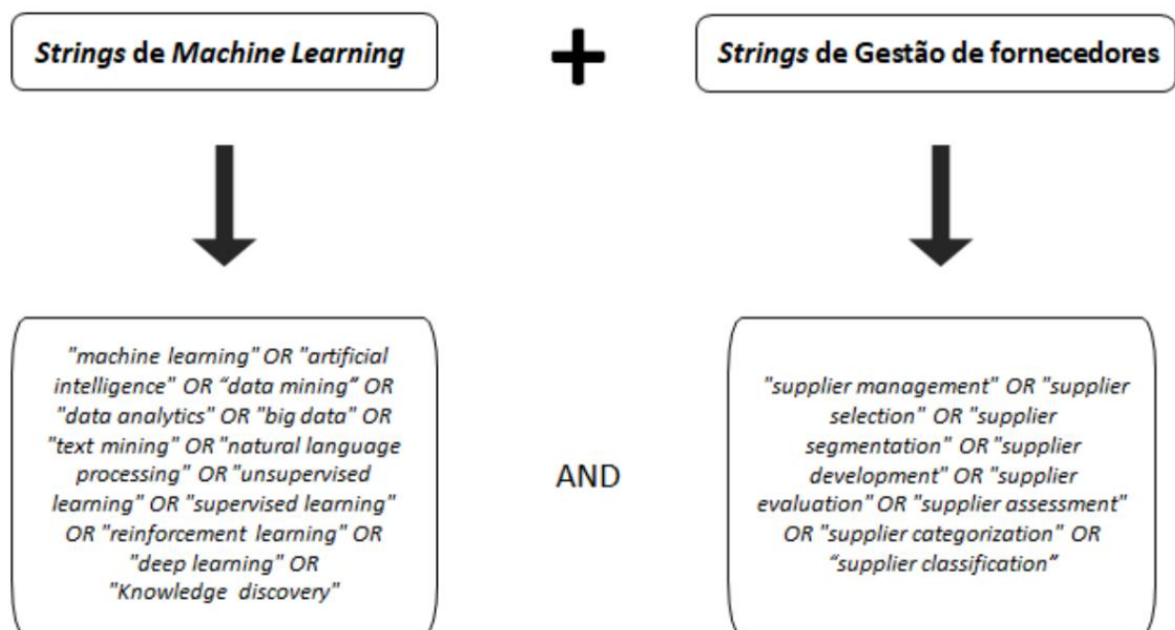 Strings de Machine Learning
+
Strings de Gestão de fornecedores
"machine learning" OR "artificial
intelligence" OR “data mining” OR
"data analytics" OR "big data" OR
"text mining" OR "natural language
processing" OR "unsupervised
learning" OR "supervised learning"
OR "reinforcement learning" OR
"deep learning" OR
"Knowledge discovery"
AND
"supplier management" OR "supplier
selection" OR "supplier
segmentation" OR "supplier
development" OR "supplier
evaluation" OR "supplier assessment"
OR "supplier categorization" OR
“supplier classification”